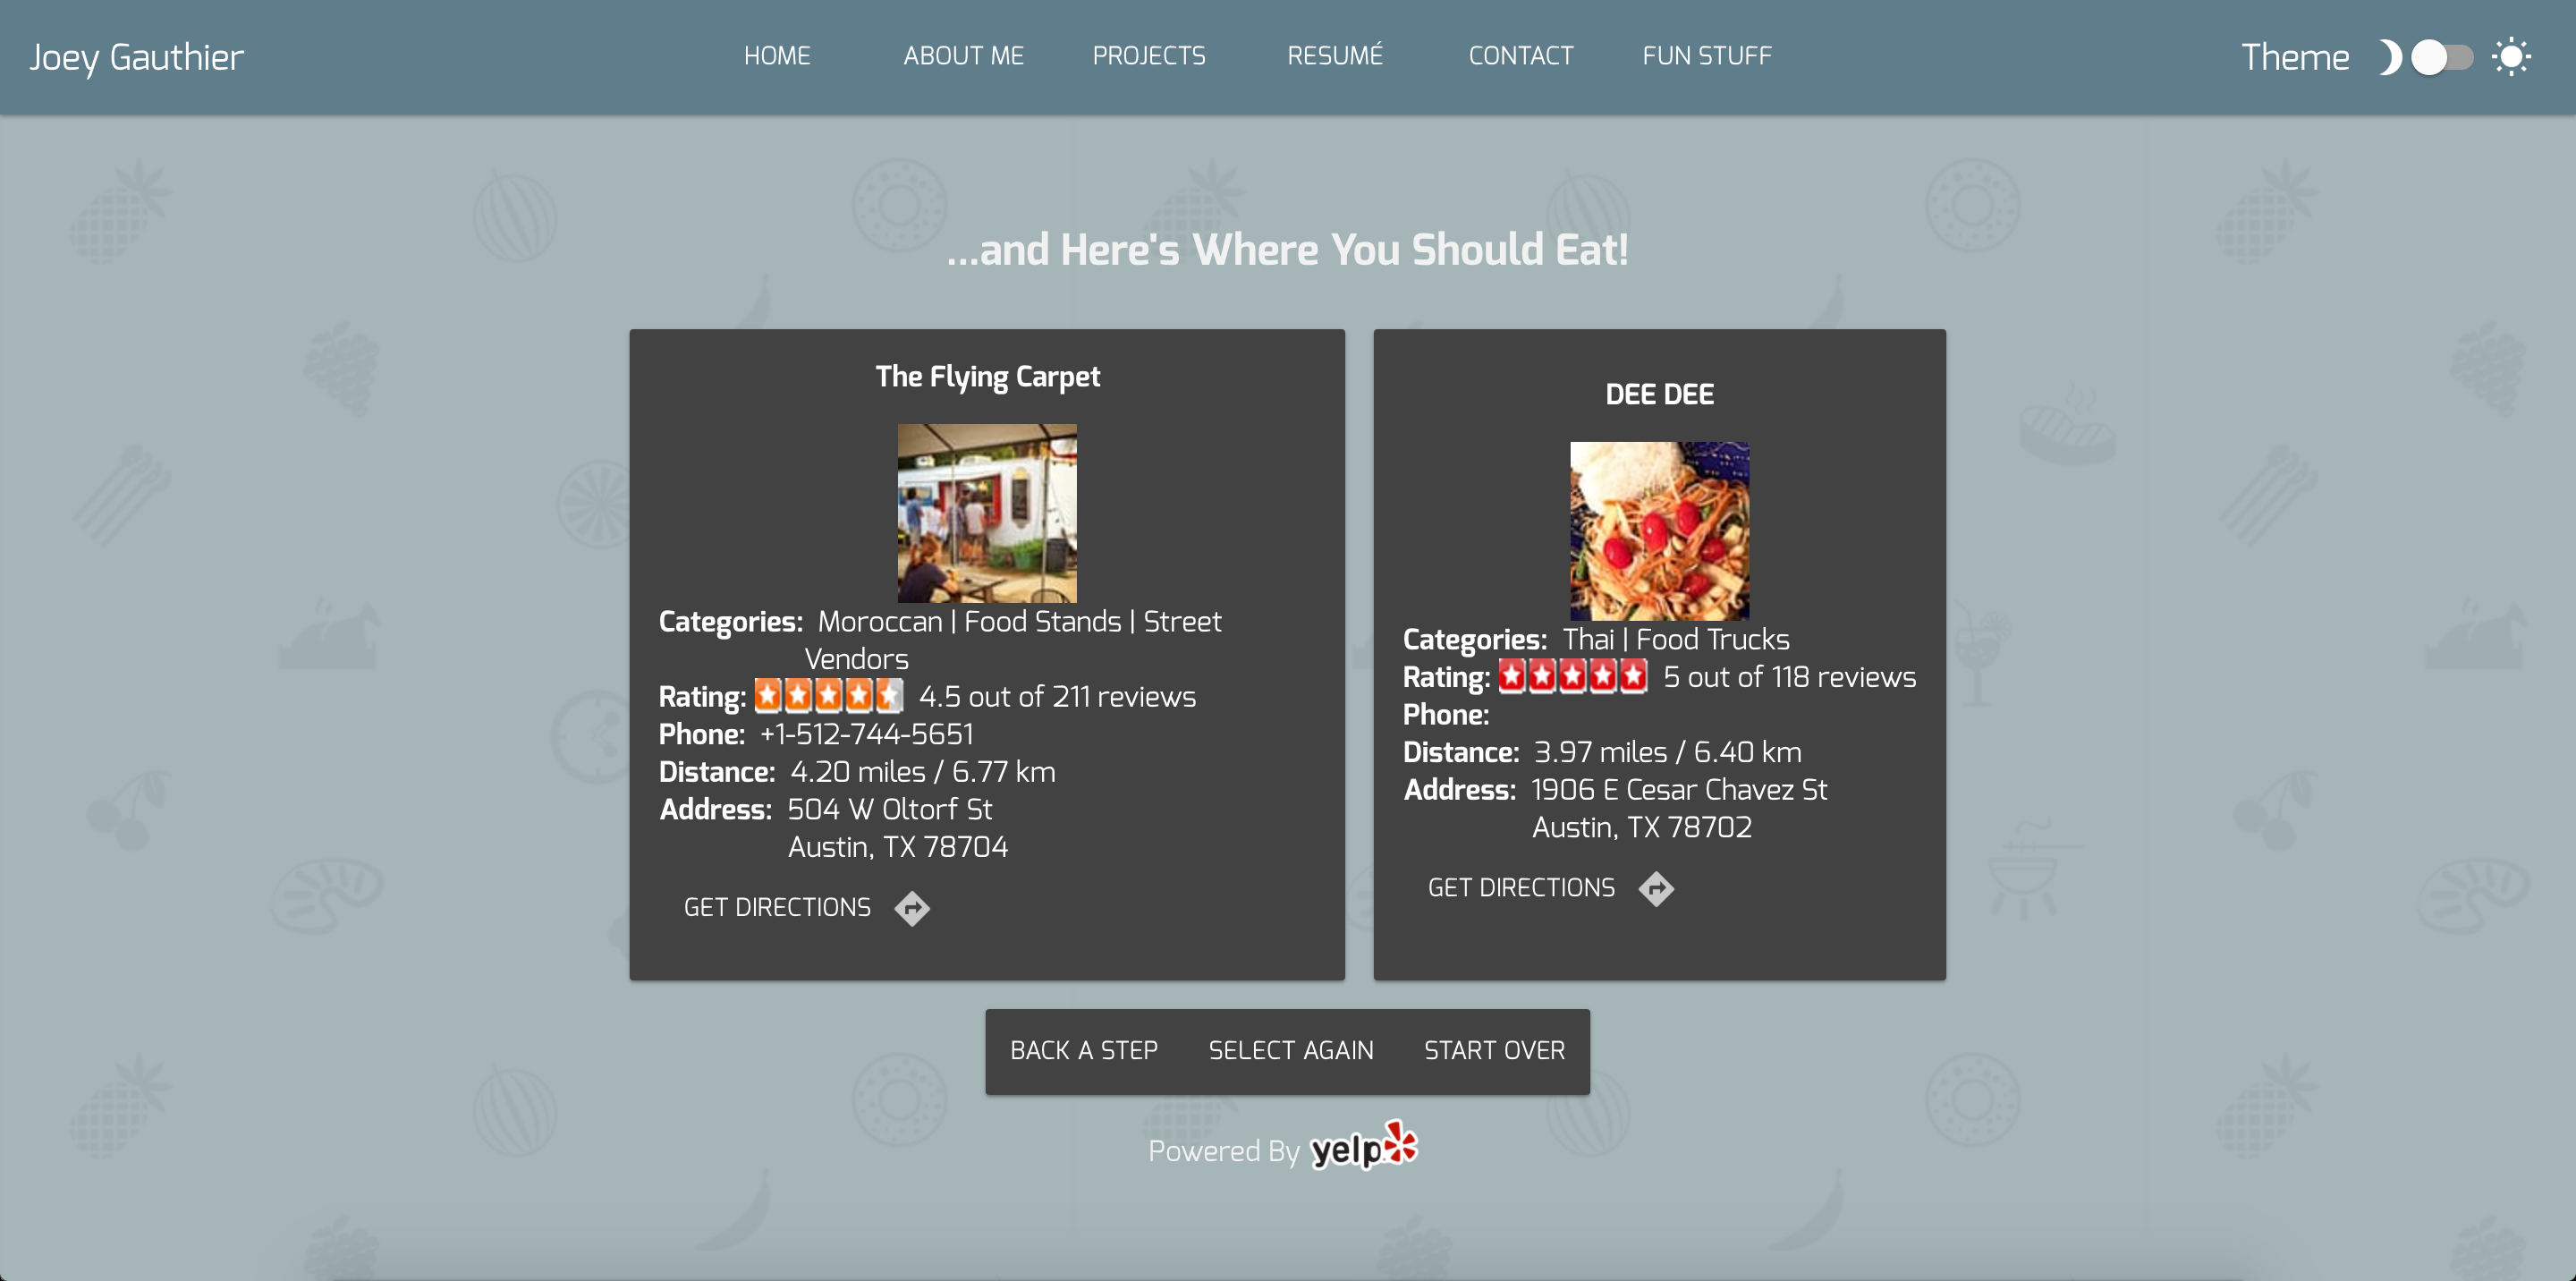 Joey Gauthier
HOME
ABOUT ME
PROJECTS
RESUMÉ
CONTACT
FUN STUFF
Theme
...and Here's Where You Should Eat!
The Flying Carpet
Categories: Moroccan | Food Stands | Street
Vendors
Rating: 4.5 out of 211 reviews
Phone: +1-512-744-5651
Distance: 4.20 miles / 6.77 km
Address: 504 W Oltorf St
Austin, TX 78704
GET DIRECTIONS
DEE DEE
Categories: Thai | Food Trucks
Rating: 5 out of 118 reviews
Phone:
Distance: 3.97 miles / 6.40 km
Address: 1906 E Cesar Chavez St
Austin, TX 78702
GET DIRECTIONS
BACK A STEP
SELECT AGAIN
START OVER
Powered By yelp